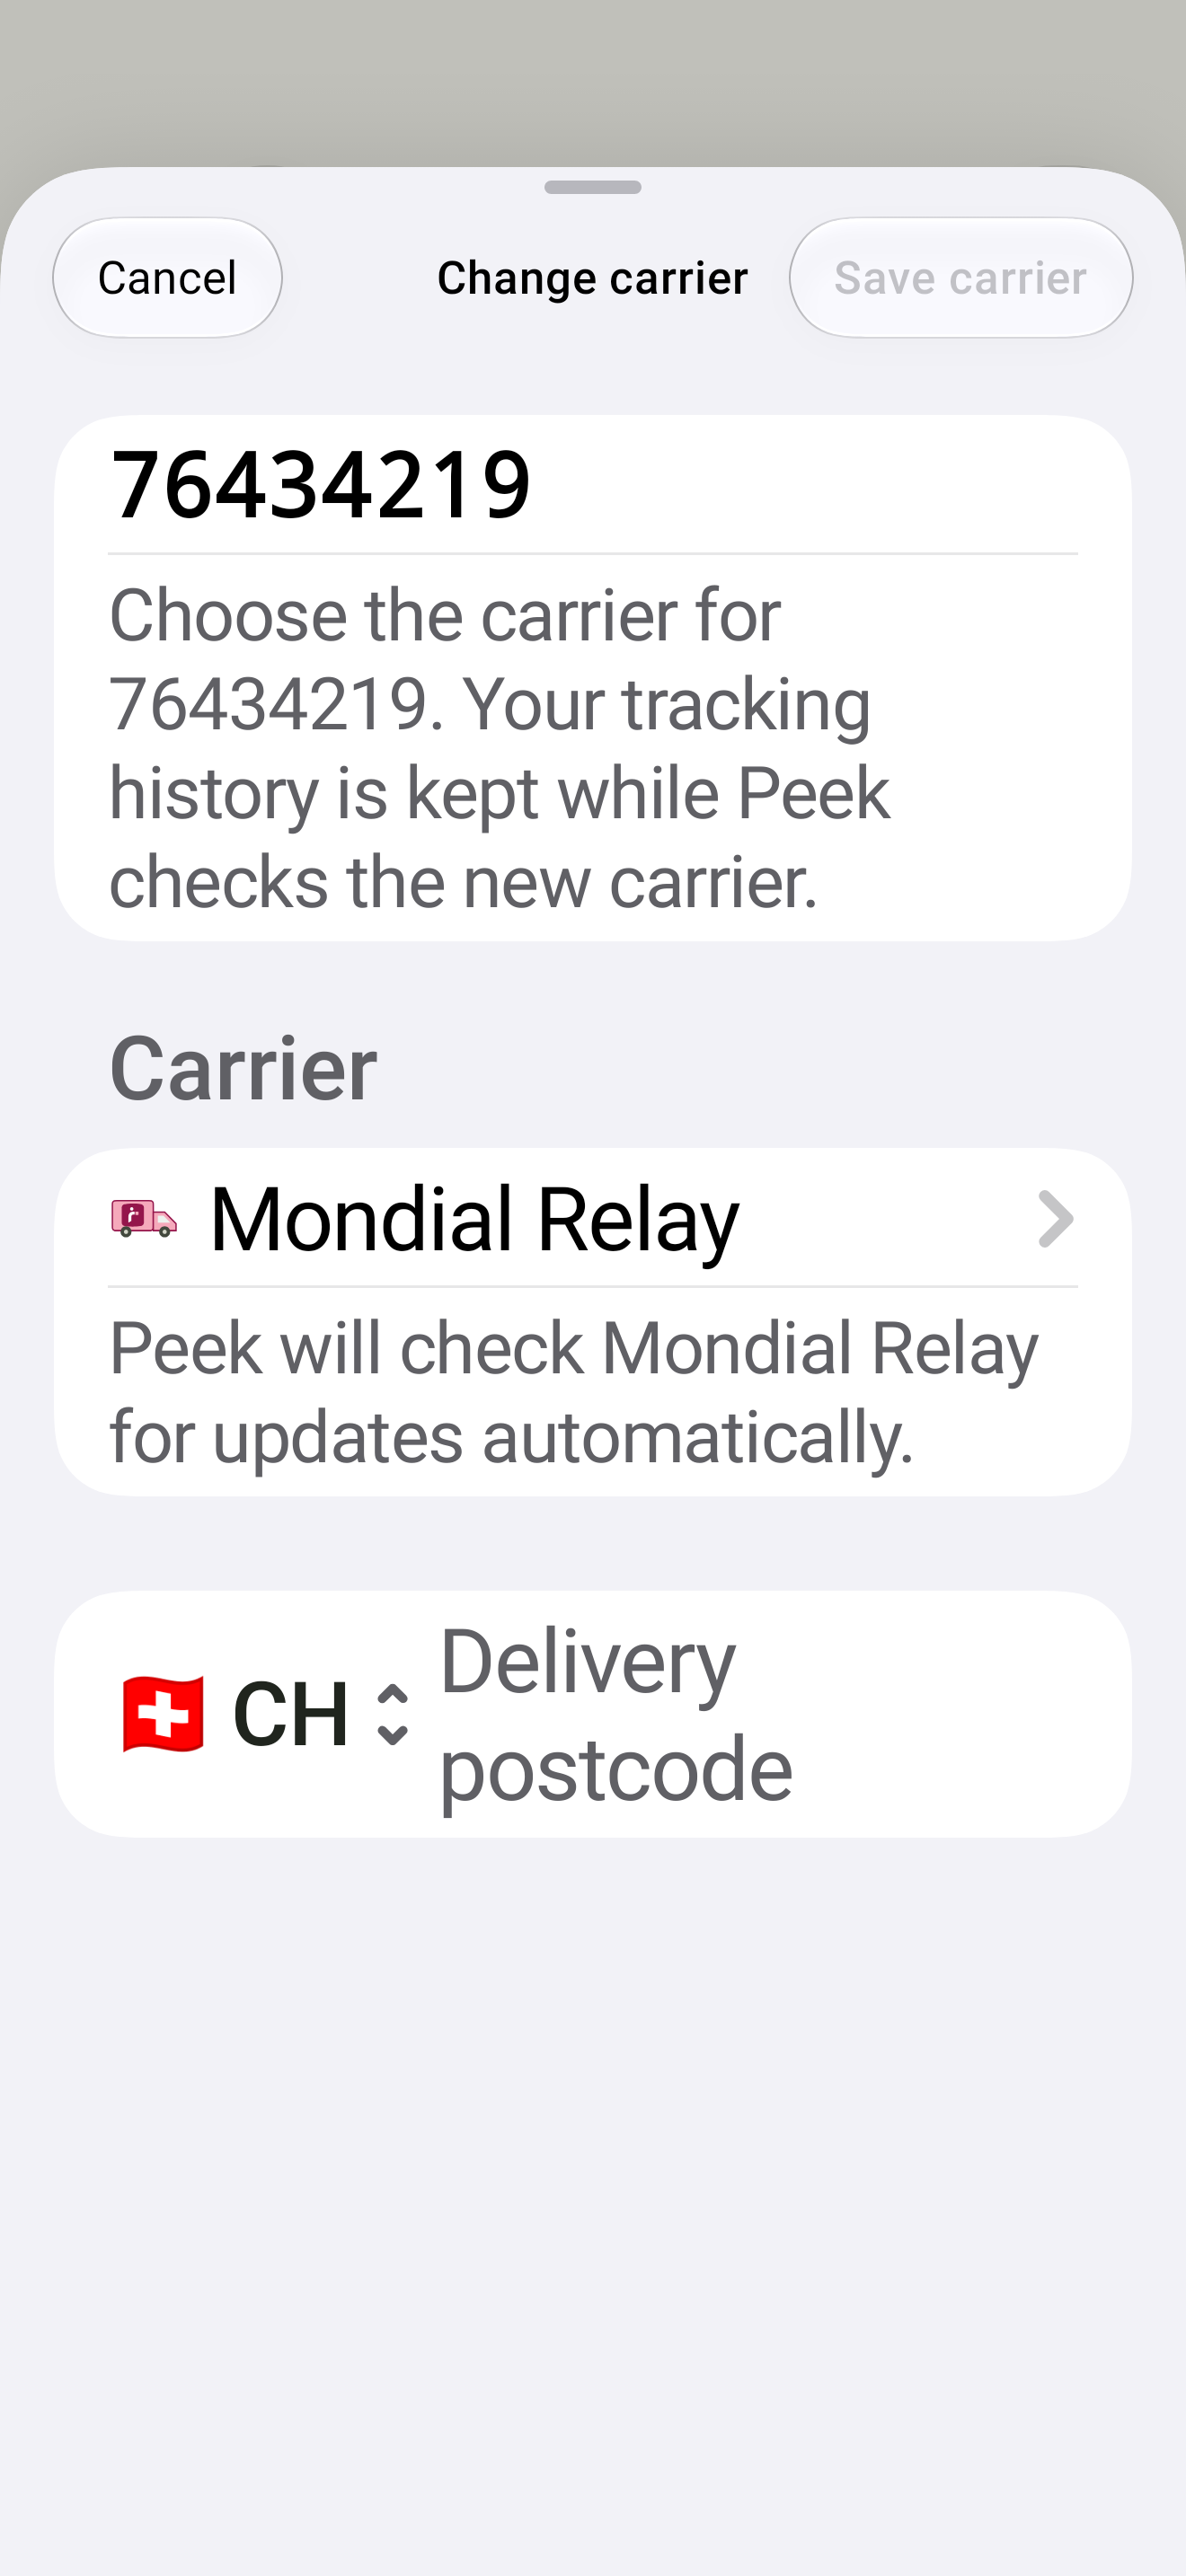 Cancel
Change carrier
Save carrier
76434219
Choose the carrier for
76434219. Your tracking
history is kept while Peek
checks the new carrier.
Carrier
Mondial Relay
Peek will check Mondial Relay
for updates automatically.
CH
Delivery
postcode